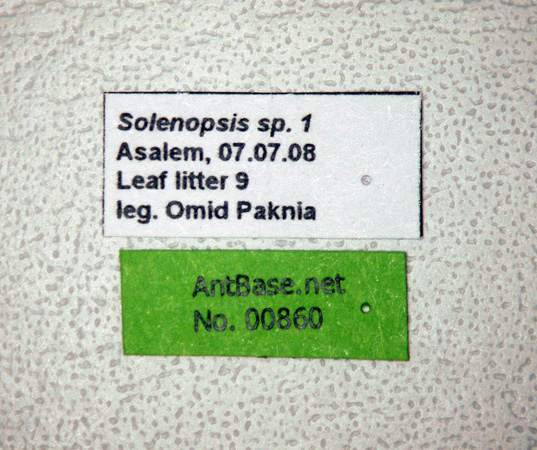 Solenopsis sp. 1
Asalem, 07.07.08
Leaf litter 9
leg. Omid Paknia
AntBase.net
No. 00860